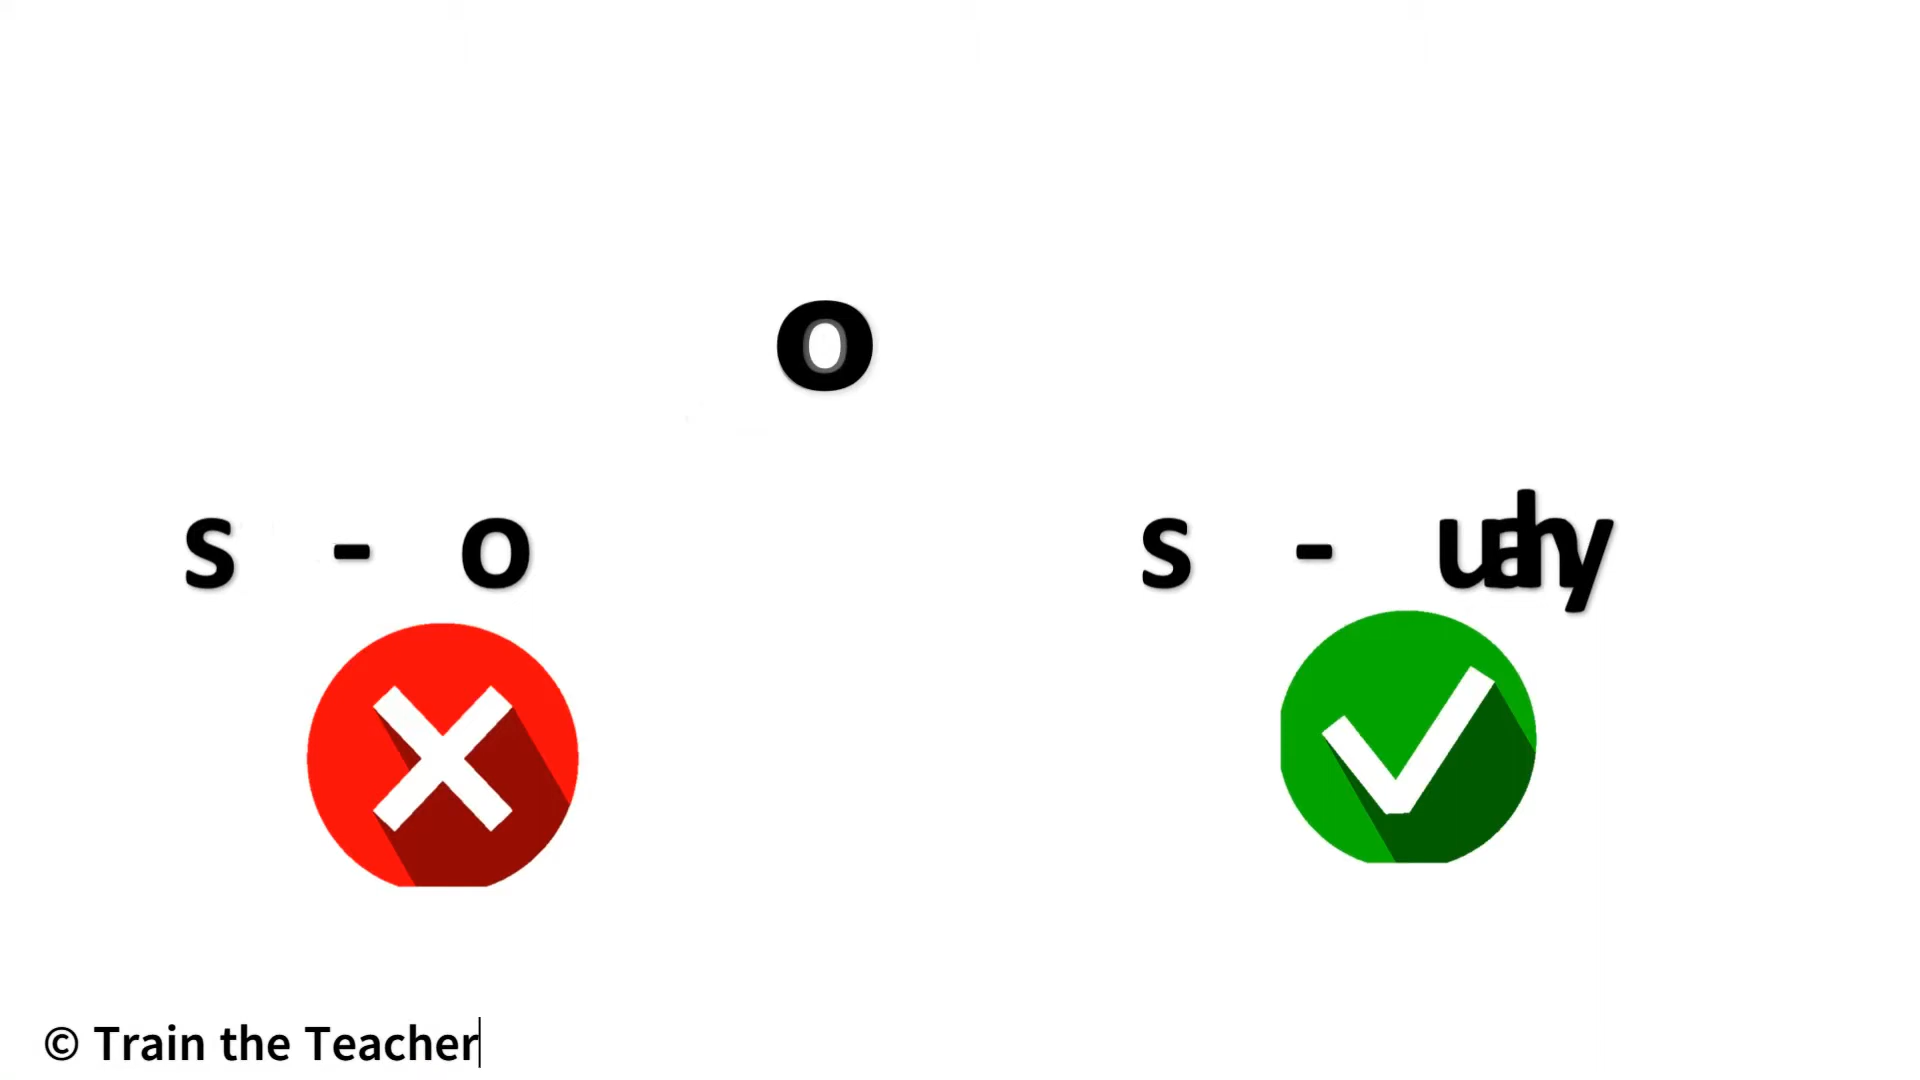 o
s - o
s -
© Train the Teacher